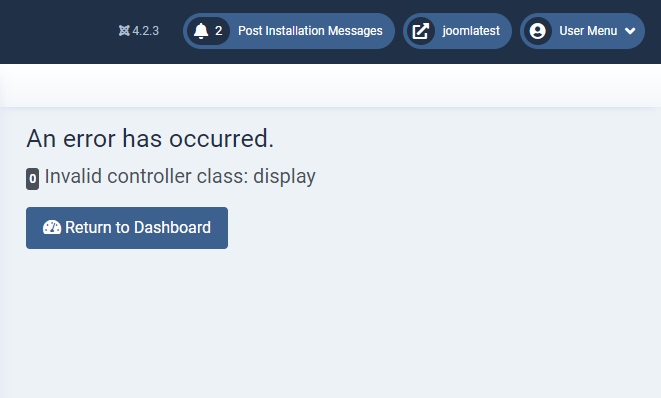 4.2.3 2 Post Installation Messages joomlatest User Menu
An error has occurred.
0 Invalid controller class: display
Return to Dashboard